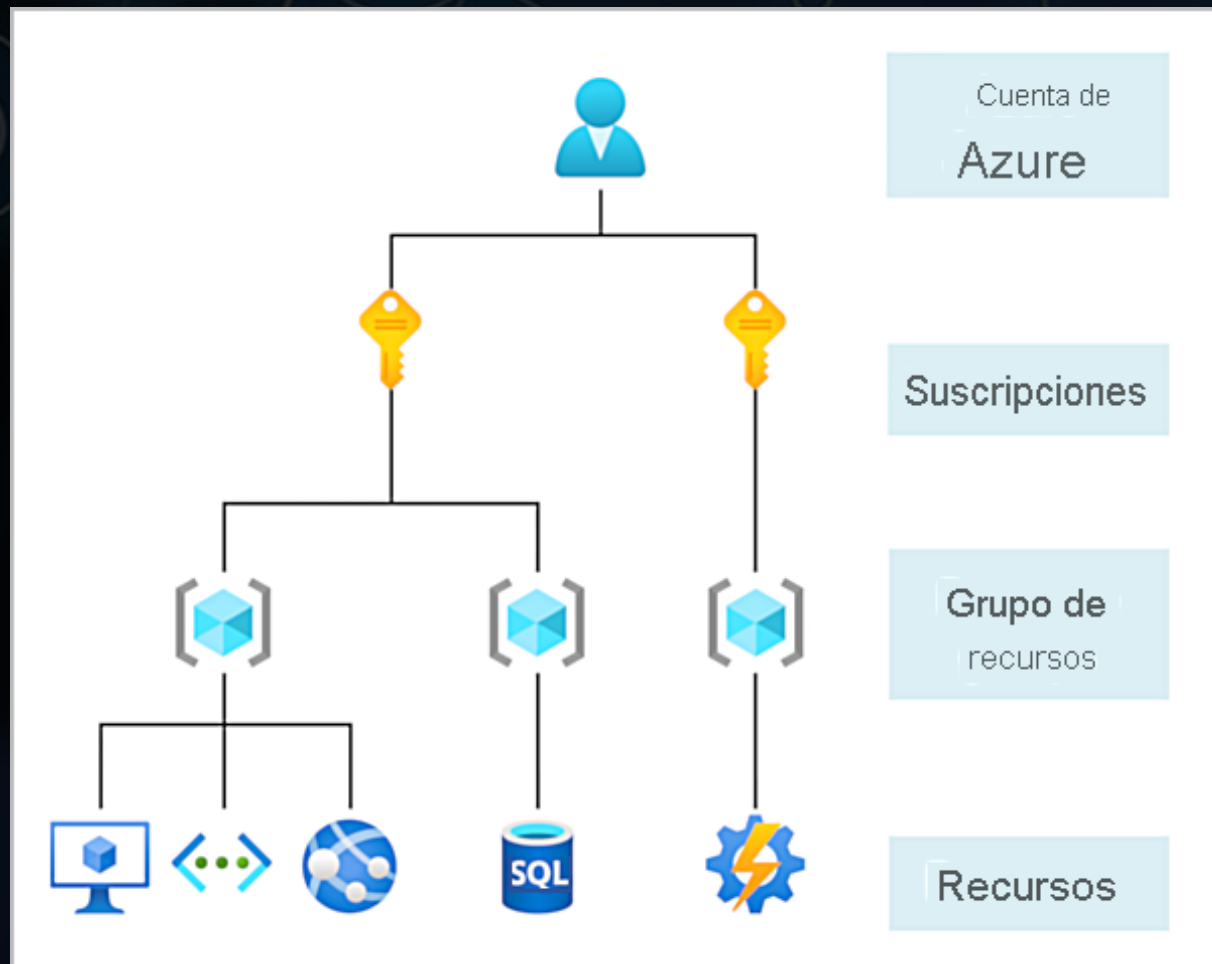 Cuenta de
Azure
Suscripciones
Grupo de
recursos
SQL
Recursos